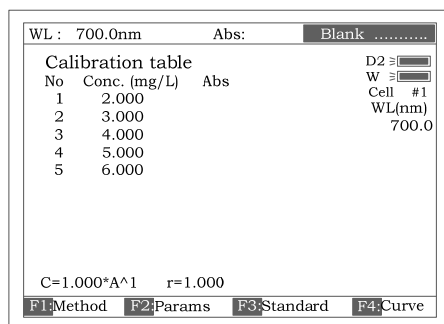 WL : 700.0nm Abs: Blank ...........
Calibration table
No Conc. (mg/L) Abs
1 2.000
2 3.000
3 4.000
4 5.000
5 6.000
D2
W
Cell #1
WL(nm)
700.0
C=1.000*A^1 r=1.000
F1:Method F2:Params F3:Standard F4:Curve